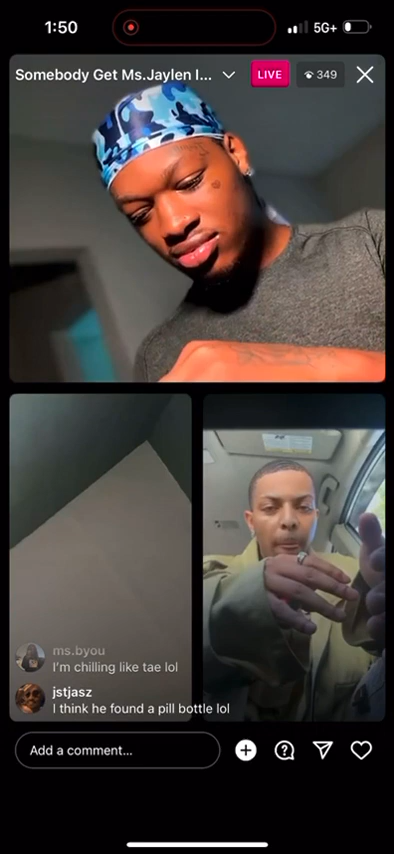 1:50
5G+
Somebody Get Ms.Jaylen I...
LIVE
349
ms.byou
I'm chilling like tae lol
jstjasz
I think he found a pill bottle lol
Add a comment...